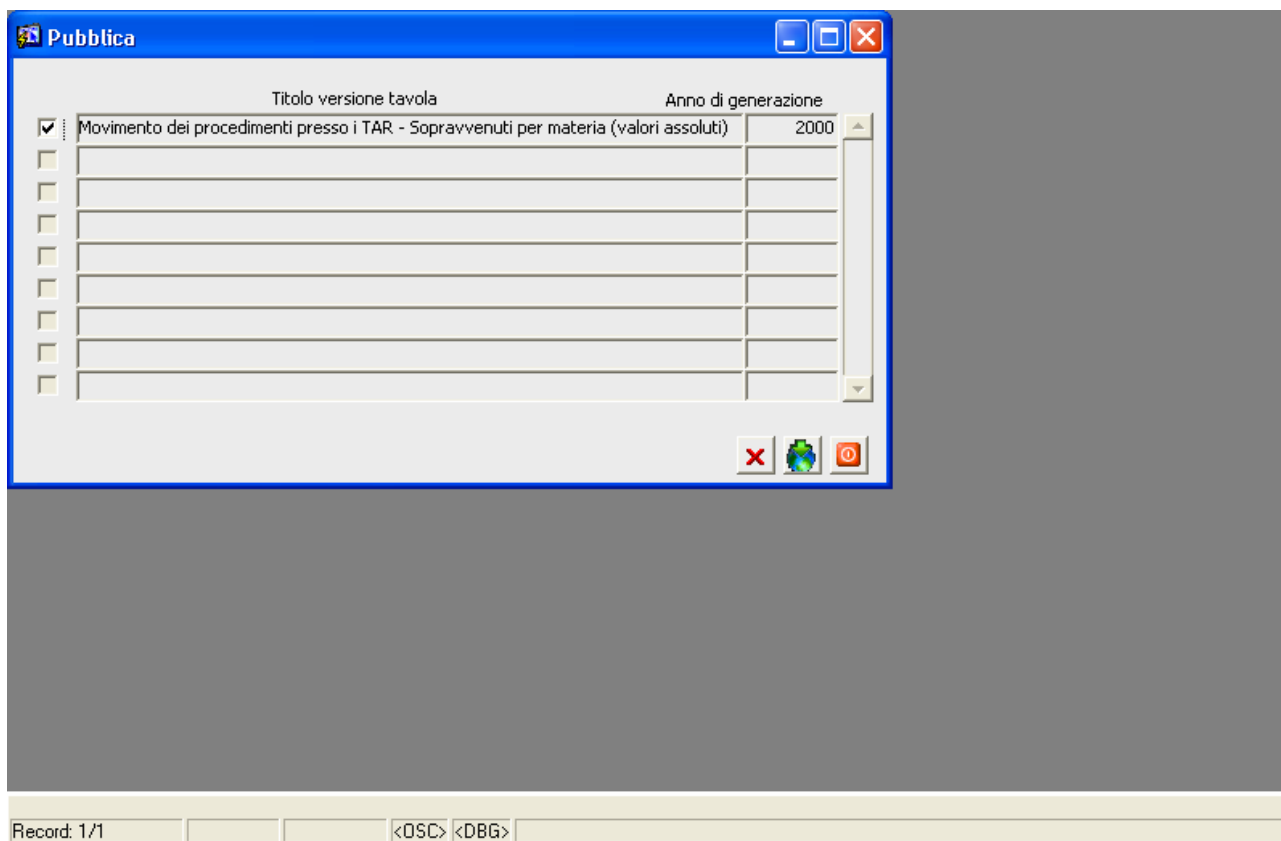 Pubblica
Titolo versione tavola Anno di generazione
Movimento dei procedimenti presso i TAR - Sopravvenuti per materia (valori assoluti) 2000
Record: 1/1 <OSC> <DBG>